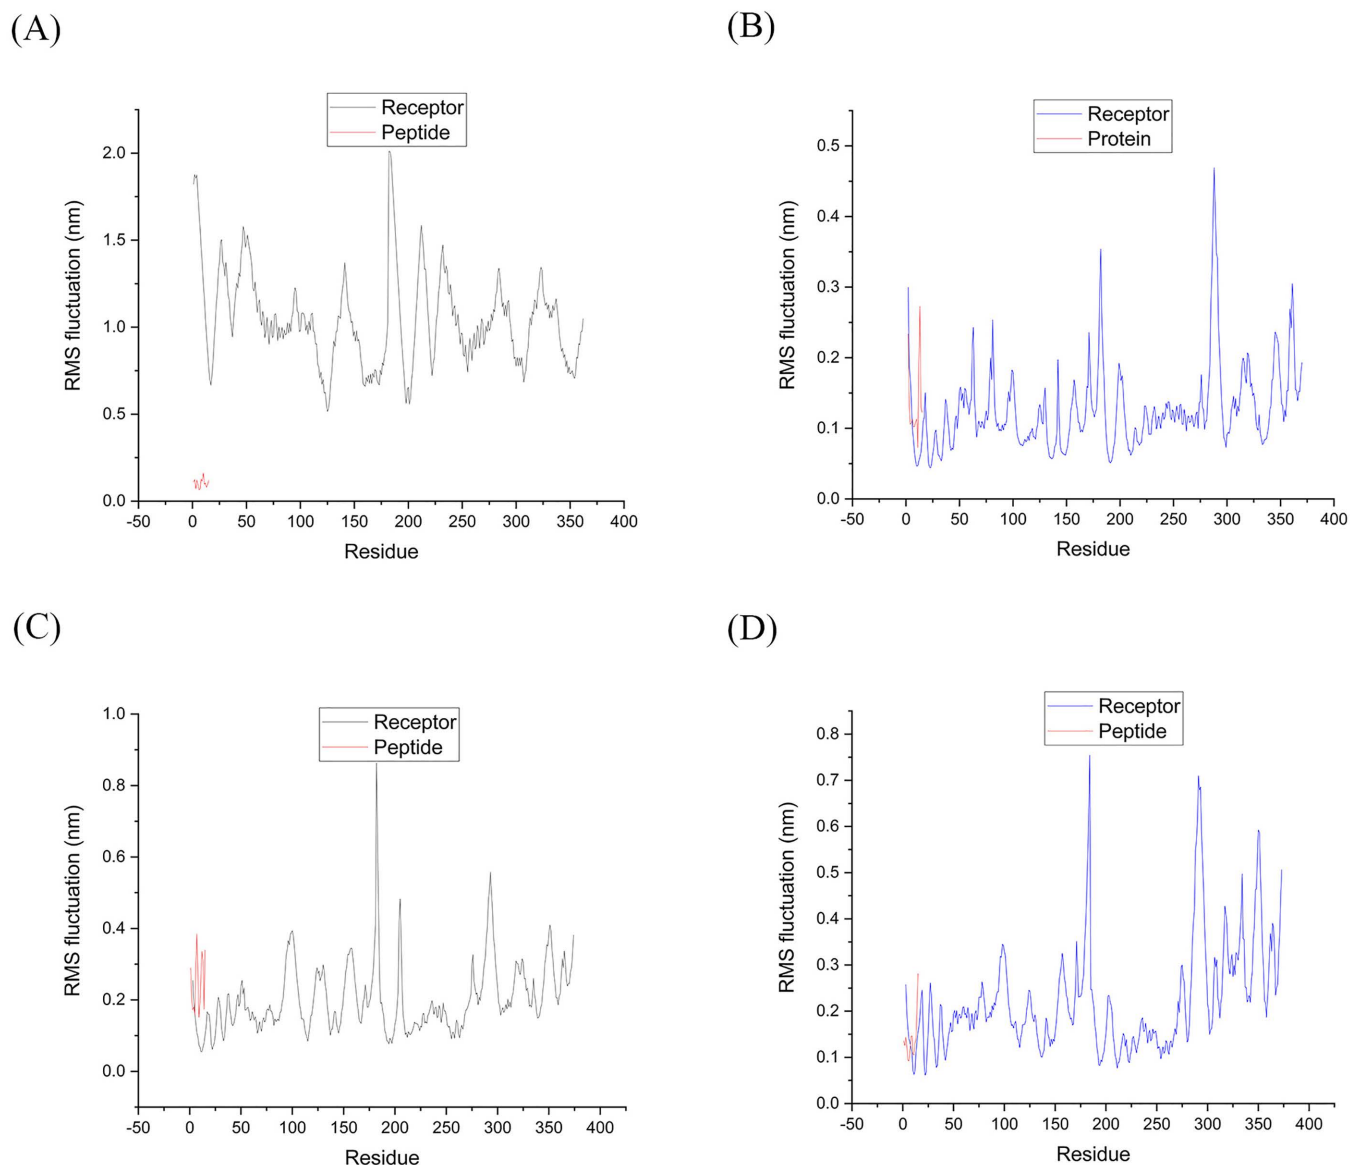 (A)
Receptor
Peptide
RMS fluctuation (nm)
2.0
1.5
1.0
0.5
0.0
-50 0 50 100 150 200 250 300 350 400
Residue
(B)
Receptor
Protein
RMS fluctuation (nm)
0.5
0.4
0.3
0.2
0.1
0.0
-50 0 50 100 150 200 250 300 350 400
Residue
(C)
Receptor
Peptide
RMS fluctuation (nm)
1.0
0.8
0.6
0.4
0.2
0.0
-50 0 50 100 150 200 250 300 350 400
Residue
(D)
Receptor
Peptide
RMS fluctuation (nm)
0.8
0.7
0.6
0.5
0.4
0.3
0.2
0.1
0.0
-50 0 50 100 150 200 250 300 350 400
Residue